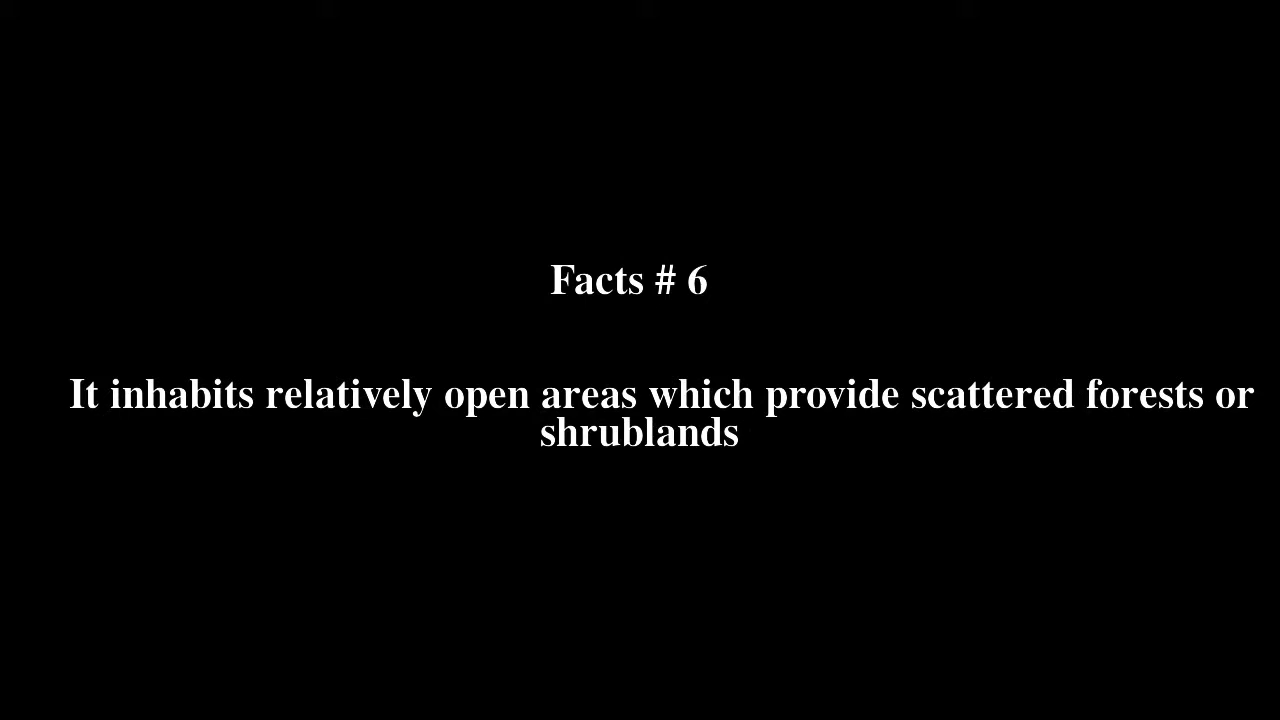 Facts # 6
It inhabits relatively open areas which provide scattered forests or
shrublands